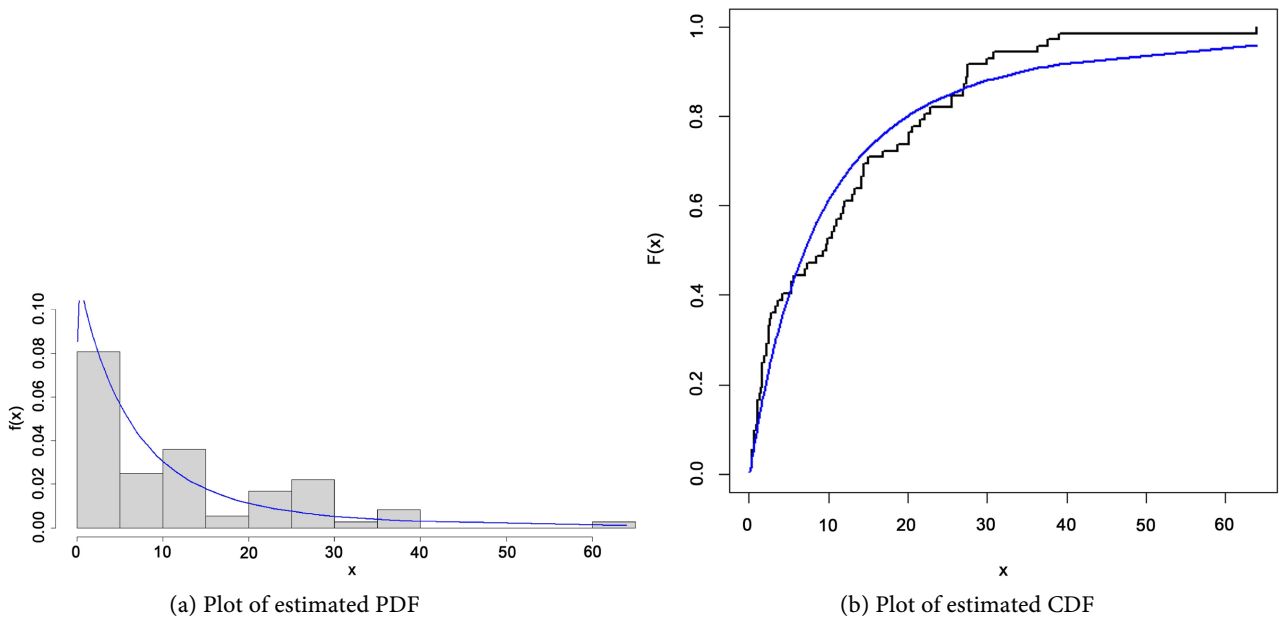 0.00 0.02 0.04 0.06 0.08 0.10
f(x)
0 10 20 30 40 50 60
x
(a) Plot of estimated PDF
0.0 0.2 0.4 0.6 0.8 1.0
F(x)
0 10 20 30 40 50 60
x
(b) Plot of estimated CDF